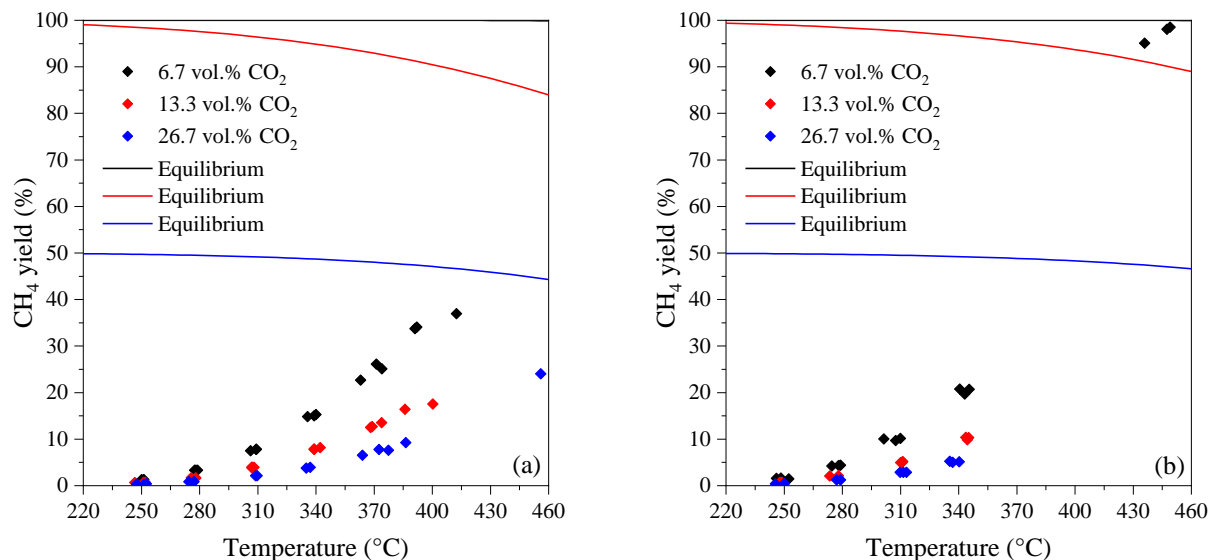 100
90
80
70
60
50
40
30
20
10
0
CH₄ yield (%)
6.7 vol.% CO₂
13.3 vol.% CO₂
26.7 vol.% CO₂
Equilibrium
Equilibrium
Equilibrium
(a)
220 250 280 310 340 370 400 430 460
Temperature (°C)
100
90
80
70
60
50
40
30
20
10
0
CH₄ yield (%)
6.7 vol.% CO₂
13.3 vol.% CO₂
26.7 vol.% CO₂
Equilibrium
Equilibrium
Equilibrium
(b)
220 250 280 310 340 370 400 430 460
Temperature (°C)